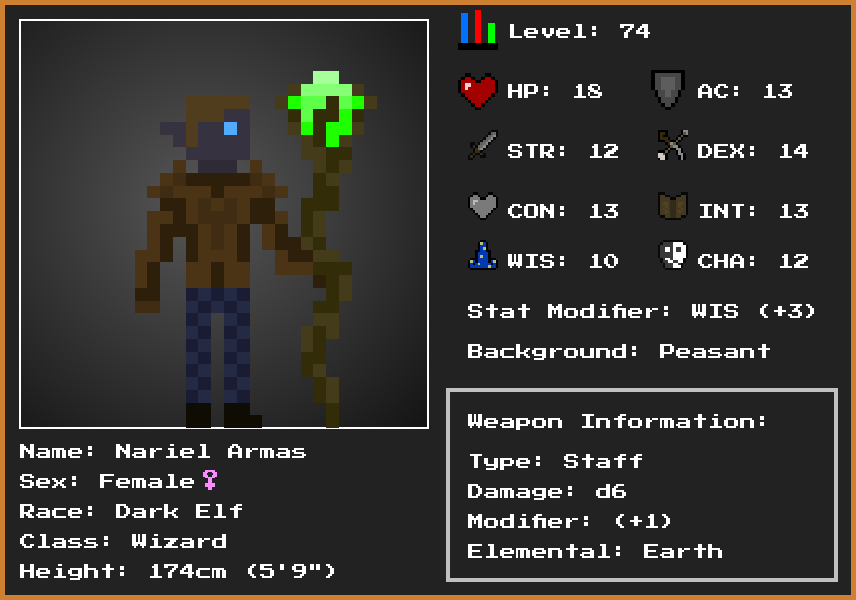 Level: 74
HP: 18 AC: 13
STR: 12 DEX: 14
CON: 13 INT: 13
WIS: 10 CHA: 12
Stat Modifier: WIS (+3)
Background: Peasant
Weapon Information:
Type: Staff
Damage: d6
Modifier: (+1)
Elemental: Earth
Name: Nariel Armas
Sex: Female♀
Race: Dark Elf
Class: Wizard
Height: 174cm (5'9")